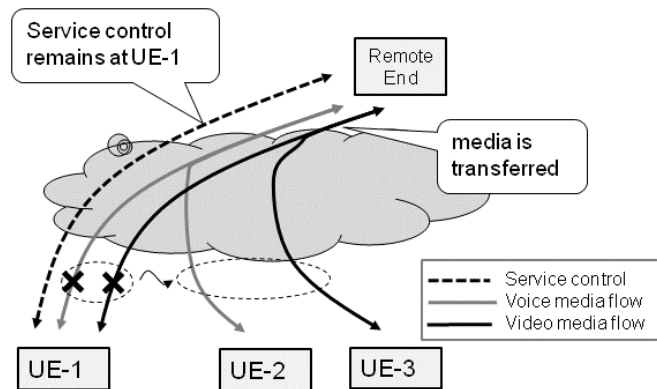 Service control
remains at UE-1
Remote
End
media is
transferred
Service control
Voice media flow
Video media flow
UE-1
UE-2
UE-3